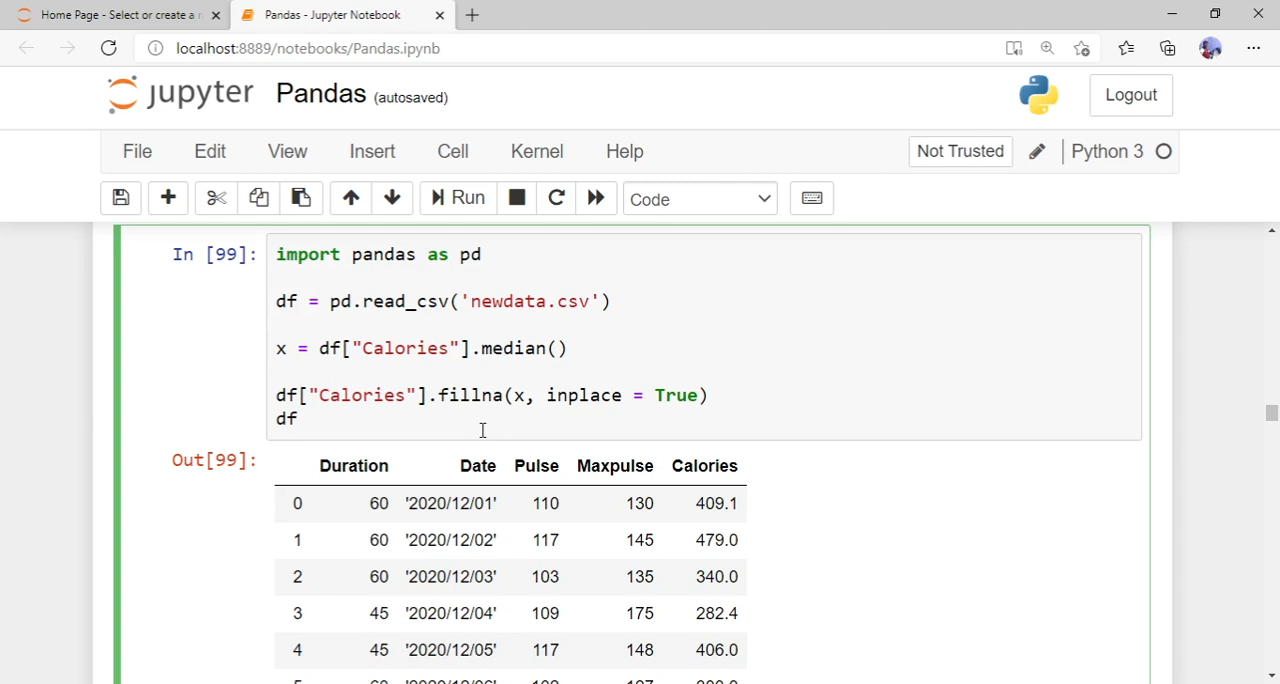 Home Page - Select or create a n
Pandas - Jupyter Notebook
localhost:8889/notebooks/Pandas.ipynb
jupyter Pandas (autosaved)
Logout
File Edit View Insert Cell Kernel Help
Not Trusted
Python 3
Run
Code
In [99]:
import pandas as pd
df = pd.read_csv('newdata.csv')
x = df["Calories"].median()
df["Calories"].fillna(x, inplace = True)
df
Out[99]:
Duration Date Pulse Maxpulse Calories
0 60 '2020/12/01' 110 130 409.1
1 60 '2020/12/02' 117 145 479.0
2 60 '2020/12/03' 103 135 340.0
3 45 '2020/12/04' 109 175 282.4
4 45 '2020/12/05' 117 148 406.0